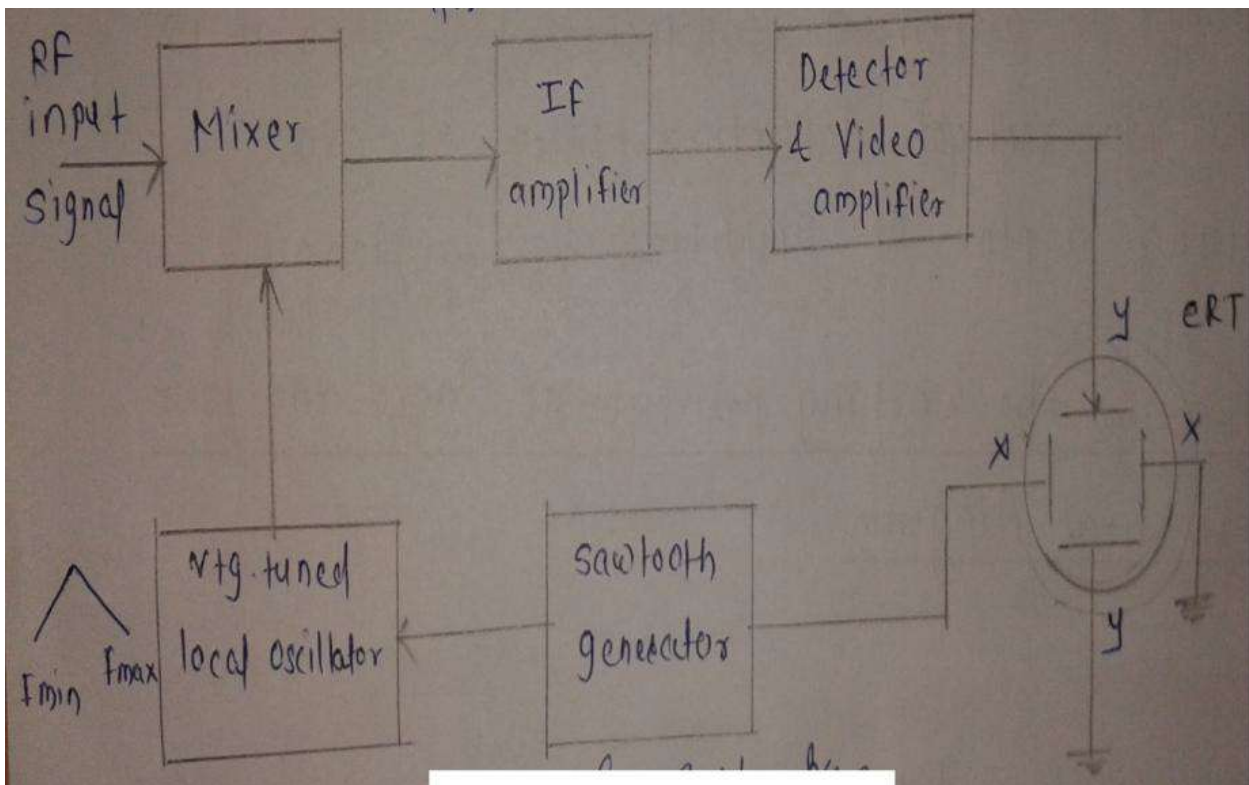 RF
input
signal
Mixer
If
amplifier
Detector
& Video
amplifier
y
CRT
x
x
y
Vtg. tuned
local oscillator
Fmin
Fmax
Sawtooth
generator